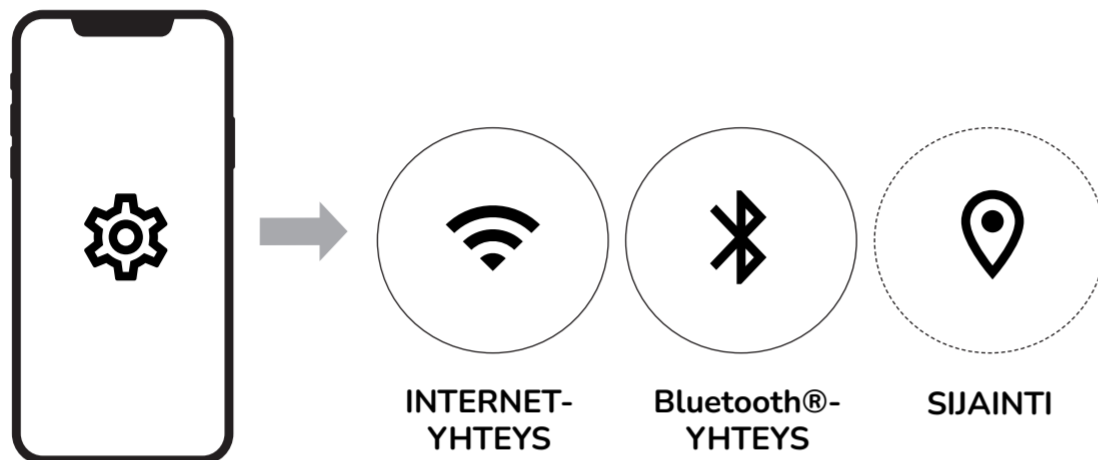 INTERNET-
YHTEYS
Bluetooth®-
YHTEYS
SIJAINTI